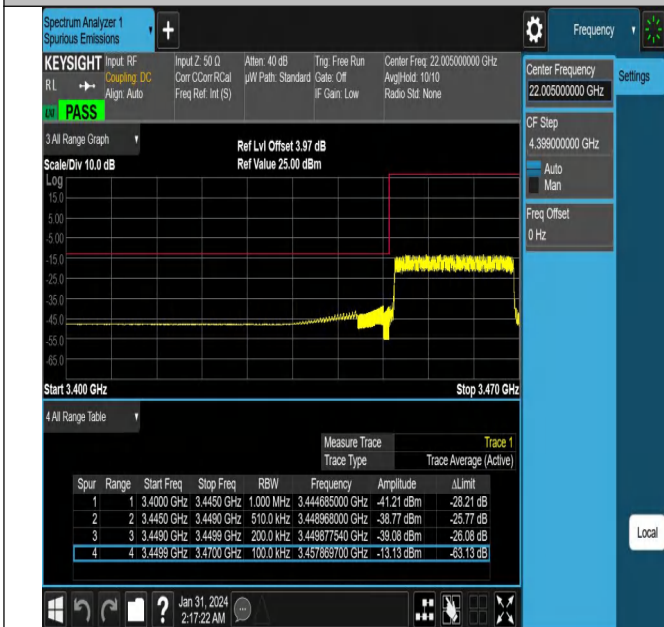 Spectrum Analyzer 1
Spurious Emissions
Frequency
KEYSIGHT Input: RF Input Z: 50 Ω Atten: 40 dB Trig: Free Run Center Freq: 22.005000000 GHz
RL Coupling: DC Corr CCorr RCal µW Path: Standard Gate: Off Avg|Hold: 10/10
Align: Auto Freq Ref: Int (S) IF Gain: Low Radio Std: None
PASS
Center Frequency
22.005000000 GHz
Settings
CF Step
4.399000000 GHz
Auto
Man
Freq Offset
0 Hz
3 All Range Graph
Ref Lvl Offset 3.97 dB
Scale/Div 10.0 dB Ref Value 25.00 dBm
Log
15.0
5.00
-5.00
-15.0
-25.0
-35.0
-45.0
-55.0
-65.0
Start 3.400 GHz Stop 3.470 GHz
4 All Range Table
Measure Trace Trace 1
Trace Type Trace Average (Active)
Spur Range Start Freq Stop Freq RBW Frequency Amplitude ΔLimit
1 1 3.4000 GHz 3.4450 GHz 1.000 MHz 3.444685000 GHz -41.21 dBm -28.21 dB
2 2 3.4450 GHz 3.4490 GHz 510.0 kHz 3.448968000 GHz -38.77 dBm -25.77 dB
3 3 3.4490 GHz 3.4499 GHz 200.0 kHz 3.449877540 GHz -39.08 dBm -26.08 dB
4 4 3.4499 GHz 3.4700 GHz 100.0 kHz 3.457869700 GHz -13.13 dBm -63.13 dB
Local
Jan 31, 2024
2:17:22 AM